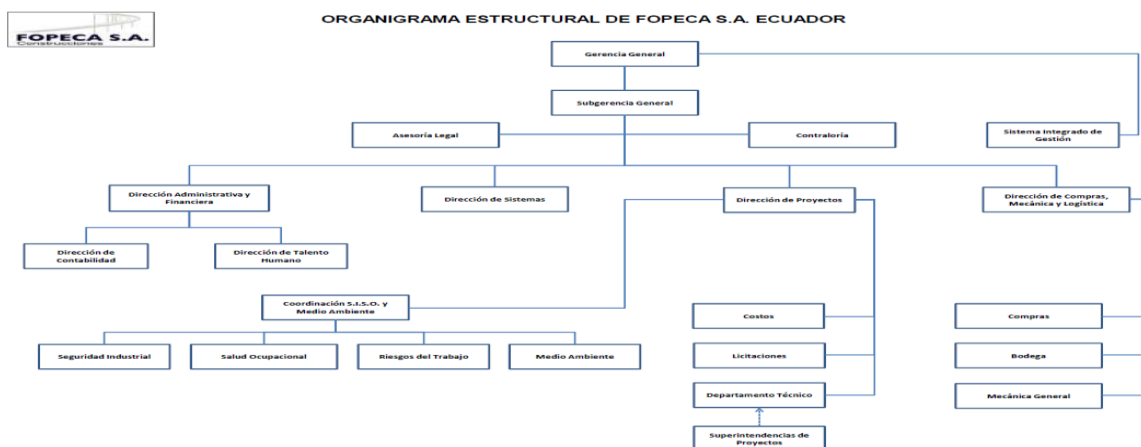 ORGANIGRAMA ESTRUCTURAL DE FOPECA S.A. ECUADOR
FOPECA S.A.
Construcciones
Gerencia General
Subgerencia General
Asesoría Legal
Contraloría
Sistema Integrado de
Gestión
Dirección Administrativa y
Financiera
Dirección de Sistemas
Dirección de Proyectos
Dirección de Compras,
Mecánica y Logística
Dirección de
Contabilidad
Dirección de Talento
Humano
Coordinación S.I.S.O. y
Medio Ambiente
Costos
Compras
Seguridad Industrial
Salud Ocupacional
Riesgos del Trabajo
Medio Ambiente
Licitaciones
Bodega
Departamento Técnico
Mecánica General
Superintendencias de
Proyectos